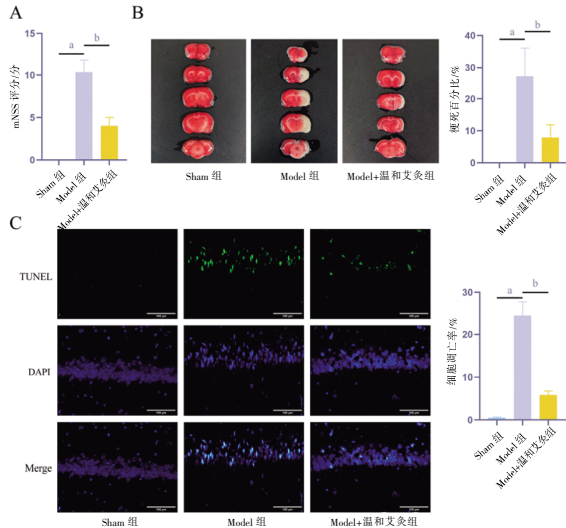 A
mNSS 评分/分
15
10
5
0
a
b
Sham 组
Model 组
Model+温和艾灸组
B
Sham 组
Model 组
Model+温和艾灸组
梗死百分比/%
40
30
20
10
0
a
b
Sham 组
Model 组
Model+温和艾灸组
C
TUNEL
DAPI
Merge
Sham 组
Model 组
Model+温和艾灸组
细胞凋亡率/%
30
20
10
0
a
b
Sham 组
Model 组
Model+温和艾灸组